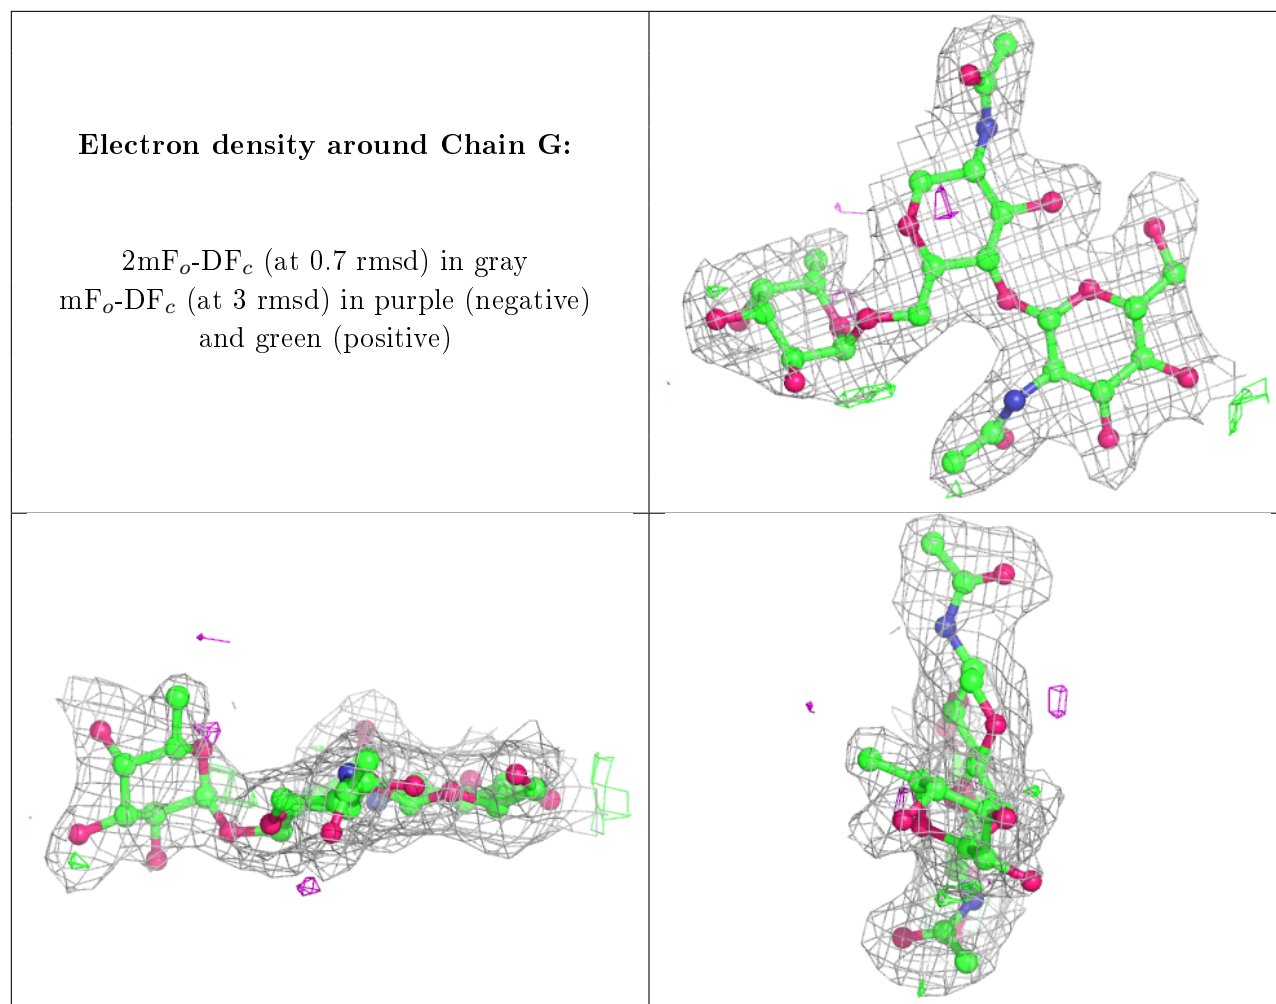 Electron density around Chain G:
2mFo-DFc (at 0.7 rmsd) in gray
mFo-DFc (at 3 rmsd) in purple (negative)
and green (positive)